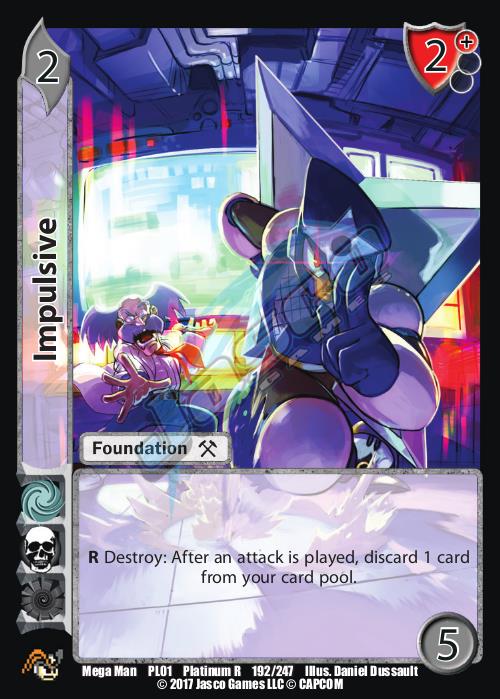 2
2 +
Impulsive
Foundation
R Destroy: After an attack is played, discard 1 card
from your card pool.
5
Mega Man PL01 Platinum R 192/247 Illus. Daniel Dussault
© 2017 Jasco Games LLC © CAPCOM